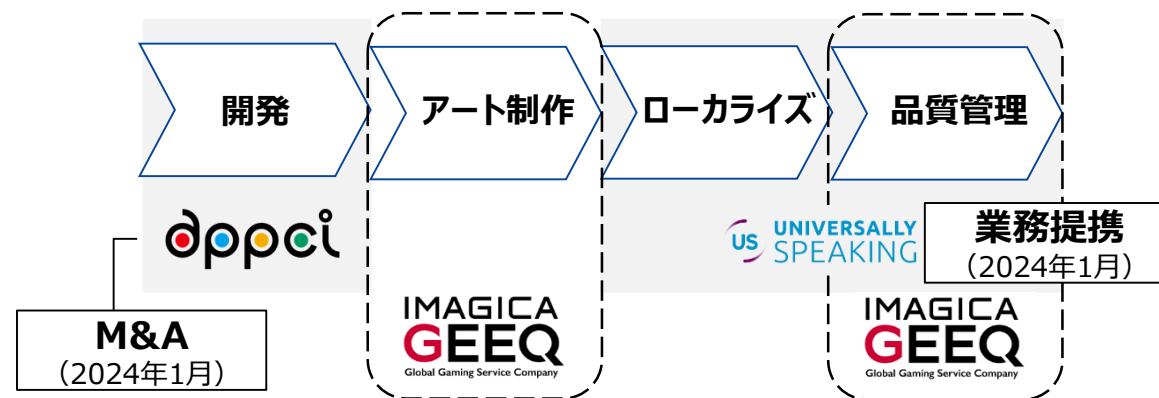 開発
アート制作
ローカライズ
品質管理
appci
US UNIVERSALLY
SPEAKING
業務提携
（2024年1月）
M&A
（2024年1月）
IMAGICA
GEEQ
Global Gaming Service Company
IMAGICA
GEEQ
Global Gaming Service Company